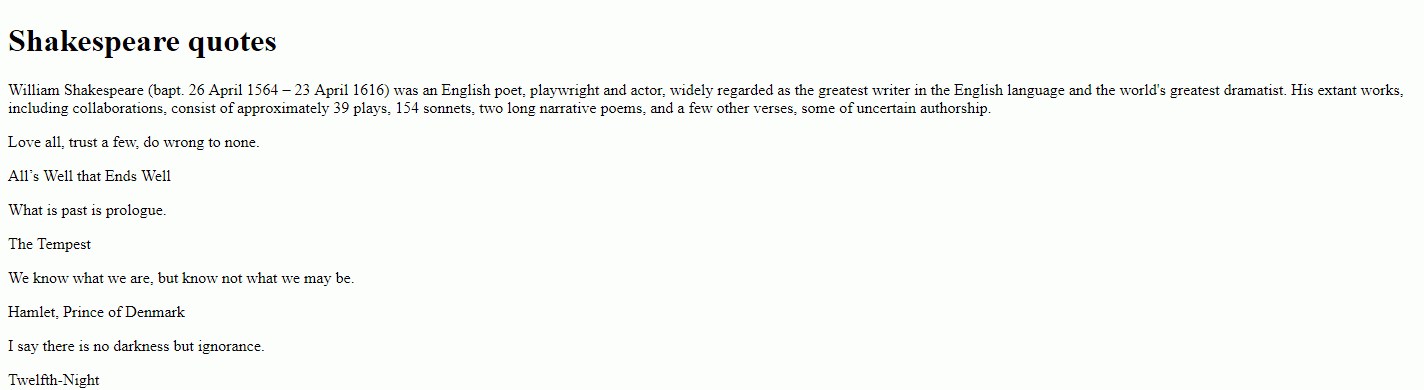 Shakespeare quotes
William Shakespeare (bapt. 26 April 1564 – 23 April 1616) was an English poet, playwright and actor, widely regarded as the greatest writer in the English language and the world's greatest dramatist. His extant works,
including collaborations, consist of approximately 39 plays, 154 sonnets, two long narrative poems, and a few other verses, some of uncertain authorship.
Love all, trust a few, do wrong to none.
All’s Well that Ends Well
What is past is prologue.
The Tempest
We know what we are, but know not what we may be.
Hamlet, Prince of Denmark
I say there is no darkness but ignorance.
Twelfth-Night